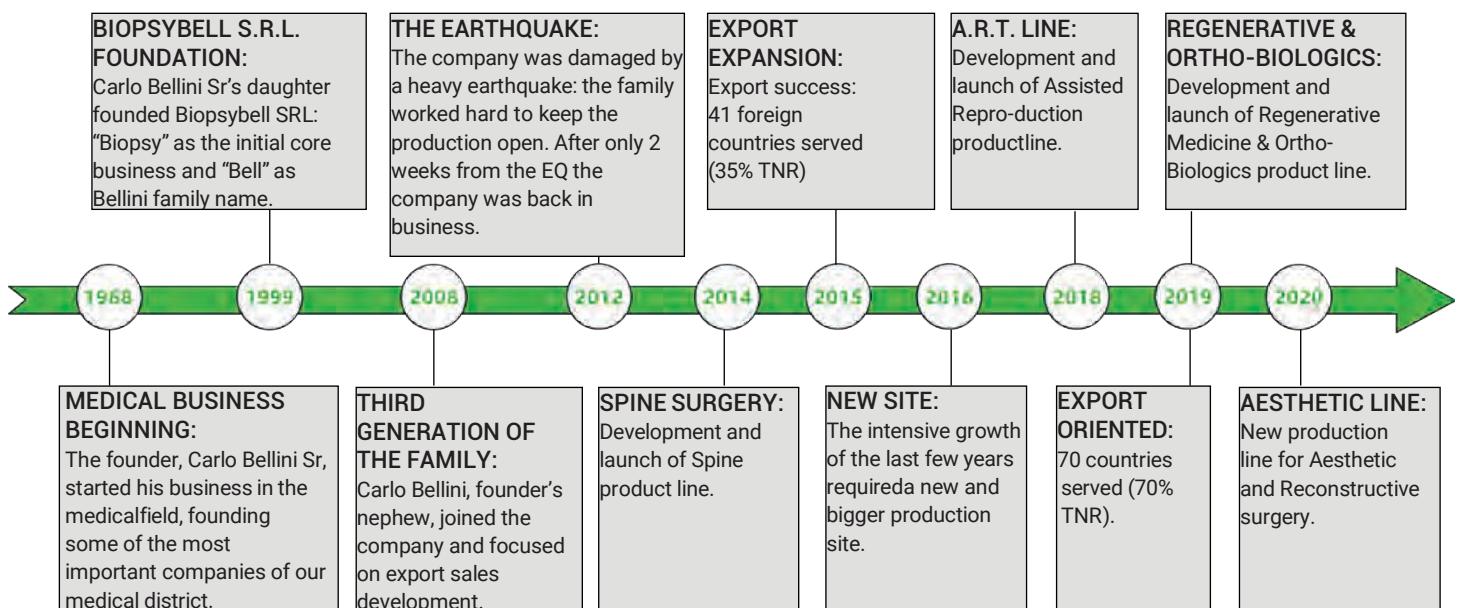 BIOPSYBELL S.R.L.
FOUNDATION:
Carlo Bellini Sr's daughter
founded Biopsybell SRL:
“Biopsy” as the initial core
business and “Bell” as
Bellini family name.
THE EARTHQUAKE:
The company was damaged by
a heavy earthquake: the family
worked hard to keep the
production open. After only 2
weeks from the EQ the
company was back in
business.
EXPORT
EXPANSION:
Export success:
41 foreign
countries served
(35% TNR)
A.R.T. LINE:
Development and
launch of Assisted
Repro-duction
productline.
REGENERATIVE &
ORTHO-BIOLOGICS:
Development and
launch of Regenerative
Medicine & Ortho-
Biologics product line.
1968 1999 2008 2012 2014 2015 2016 2018 2019 2020
MEDICAL BUSINESS
BEGINNING:
The founder, Carlo Bellini Sr,
started his business in the
medicalfield, founding
some of the most
important companies of our
medical district.
THIRD
GENERATION OF
THE FAMILY:
Carlo Bellini, founder's
nephew, joined the
company and focused
on export sales
development.
SPINE SURGERY:
Development and
launch of Spine
product line.
NEW SITE:
The intensive growth
of the last few years
requireda new and
bigger production
site.
EXPORT
ORIENTED:
70 countries
served (70%
TNR).
AESTHETIC LINE:
New production
line for Aesthetic
and Reconstructive
surgery.